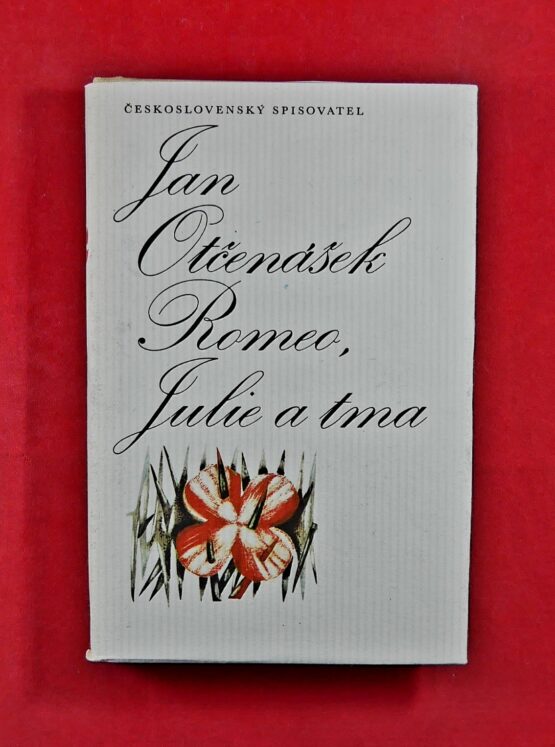 ČESKOSLOVENSKÝ SPISOVATEL
Jan
Otčenášek
Romeo,
Julie a tma